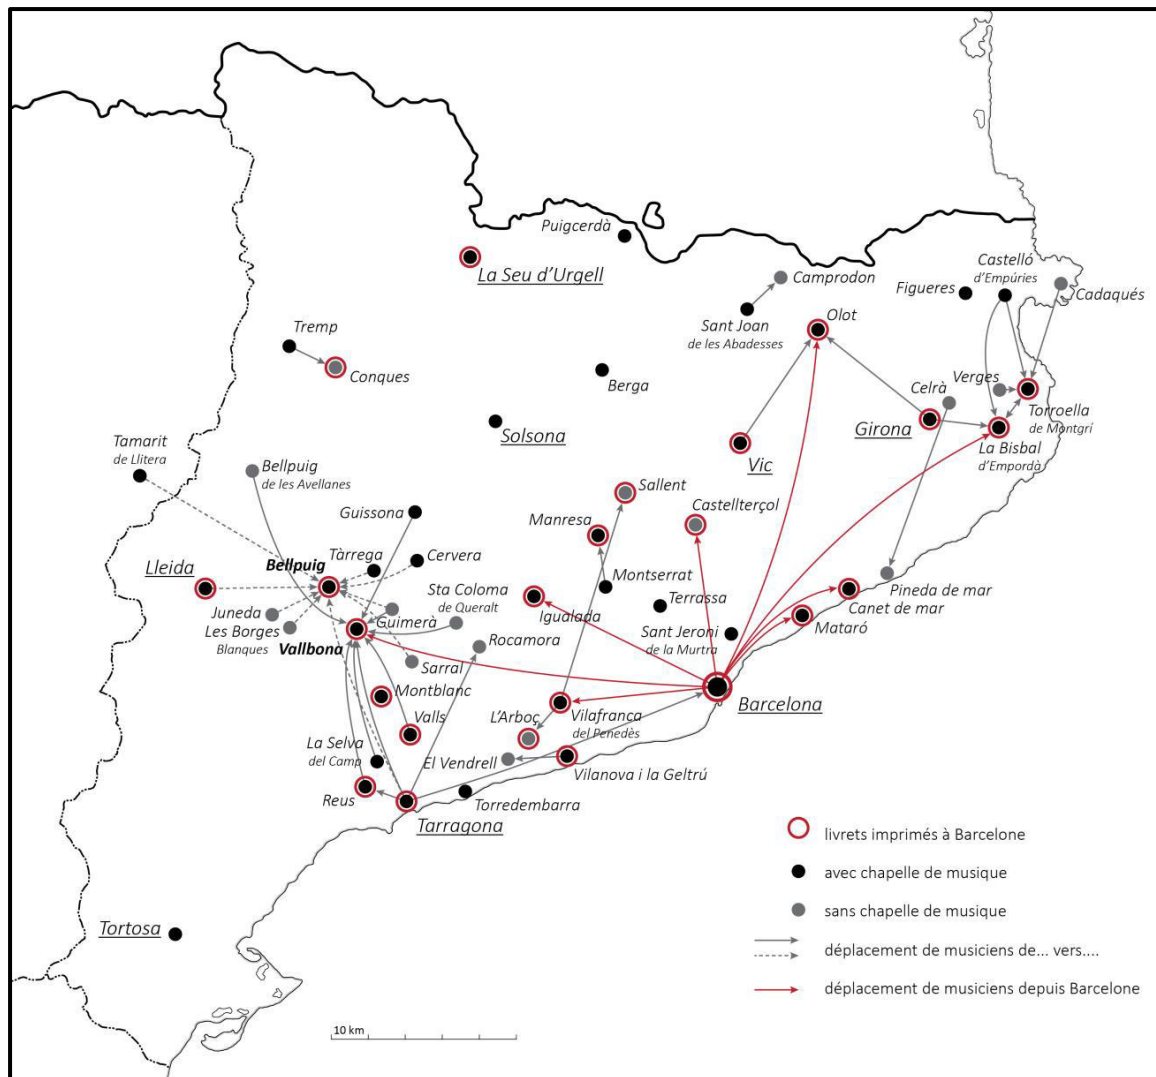 Puigcerdà
La Seu d'Urgell
Camprodon
Castelló
d'Empúries
Figueres
Cadaqués
Sant Joan
de les Abadesses
Olot
Tremp
Conques
Berga
Celrà
Verges
Torroella
de Montgrí
Girona
La Bisbal
d'Empordà
Solsona
Vic
Tamarit
de Llitera
Bellpuig
de les Avellanes
Sallent
Castellterçol
Guissona
Manresa
Tàrrega
Cervera
Bellpuig
Lleida
Montserrat
Pineda de mar
Sta Coloma
de Queralt
Igualada
Terrassa
Canet de mar
Juneda
Les Borges
Blanques
Guimerà
Rocamora
Sant Jeroni
de la Murtra
Mataró
Vallbona
Sarral
Montblanc
Barcelona
Valls
L'Arboç
Vilafranca
del Penedès
La Selva
del Camp
El Vendrell
Vilanova i la Geltrú
Reus
Torredembarra
Tarragona
Tortosa
livrets imprimés à Barcelone
avec chapelle de musique
sans chapelle de musique
déplacement de musiciens de... vers....
déplacement de musiciens depuis Barcelone
10 km